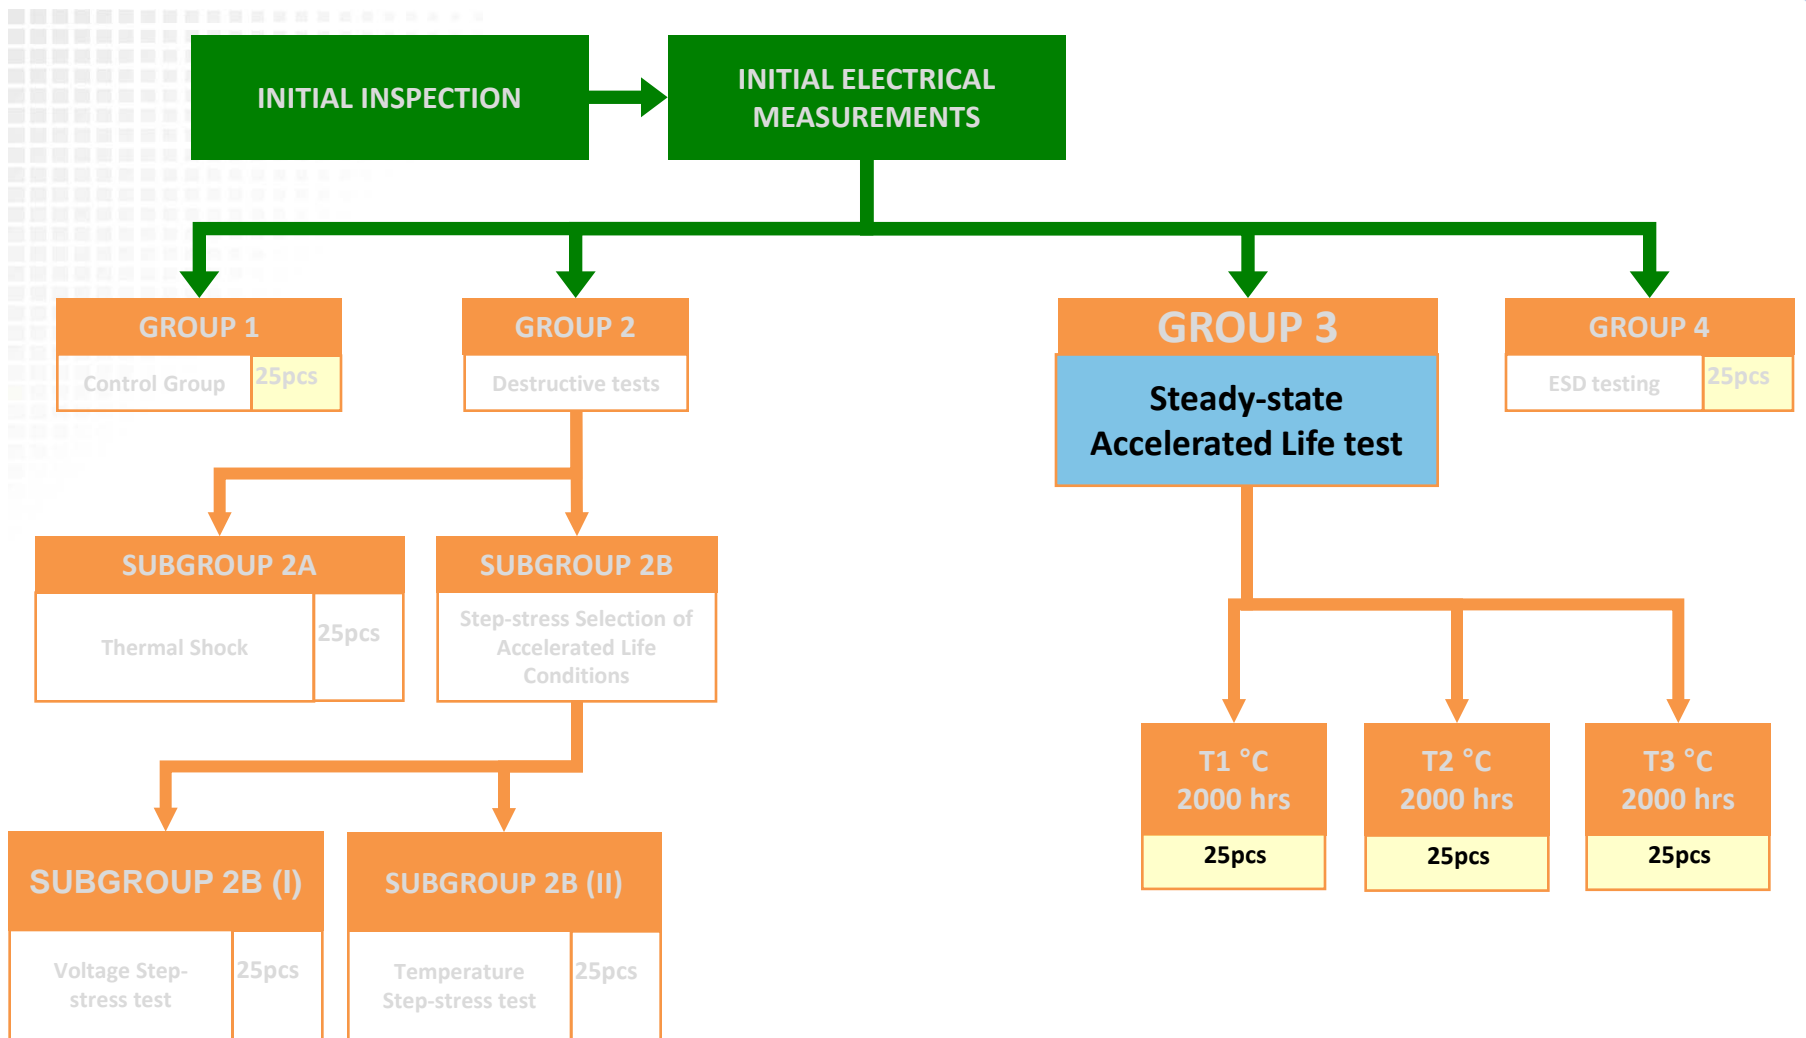 INITIAL INSPECTION
INITIAL ELECTRICAL
MEASUREMENTS
GROUP 1
Control Group
25pcs
GROUP 2
Destructive tests
GROUP 3
Steady-state
Accelerated Life test
GROUP 4
ESD testing
25pcs
SUBGROUP 2A
Thermal Shock
25pcs
SUBGROUP 2B
Step-stress Selection of
Accelerated Life
Conditions
T1 °C
2000 hrs
25pcs
T2 °C
2000 hrs
25pcs
T3 °C
2000 hrs
25pcs
SUBGROUP 2B (I)
Voltage Step-
stress test
25pcs
SUBGROUP 2B (II)
Temperature
Step-stress test
25pcs